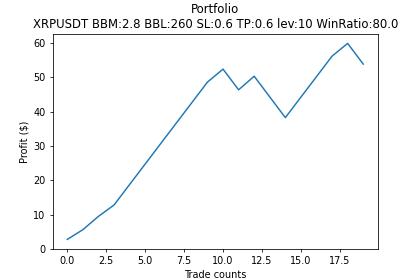 Portfolio
XRPUSDT BBM:2.8 BBL:260 SL:0.6 TP:0.6 lev:10 WinRatio:80.0
60
50
40
30
20
10
0
Profit ($)
0.0 2.5 5.0 7.5 10.0 12.5 15.0 17.5
Trade counts